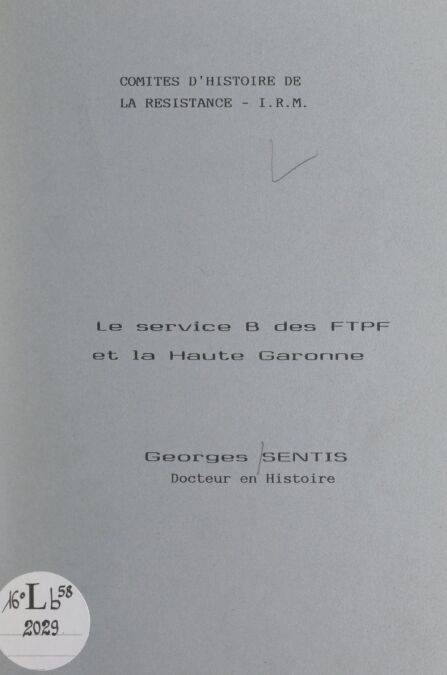 COMITES D'HISTOIRE DE
LA RESISTANCE - I.R.M.
Le service B des FTPF
et la Haute Garonne
Georges SENTIS
Docteur en Histoire
16° Lb58
2029